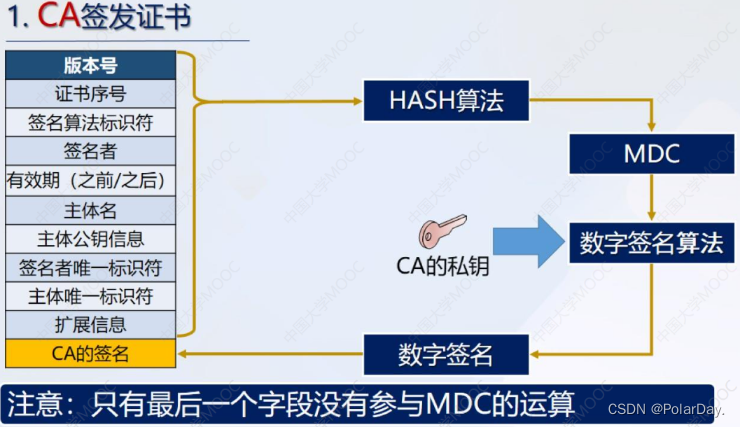 1. CA签发证书
版本号
证书序号
签名算法标识符
签名者
有效期（之前/之后）
主体名
主体公钥信息
签名者唯一标识符
主体唯一标识符
扩展信息
CA的签名
HASH算法
MDC
CA的私钥
数字签名算法
数字签名
注意：只有最后一个字段没有参与MDC的运算
CSDN @PolarDay.
中国大学MOOC